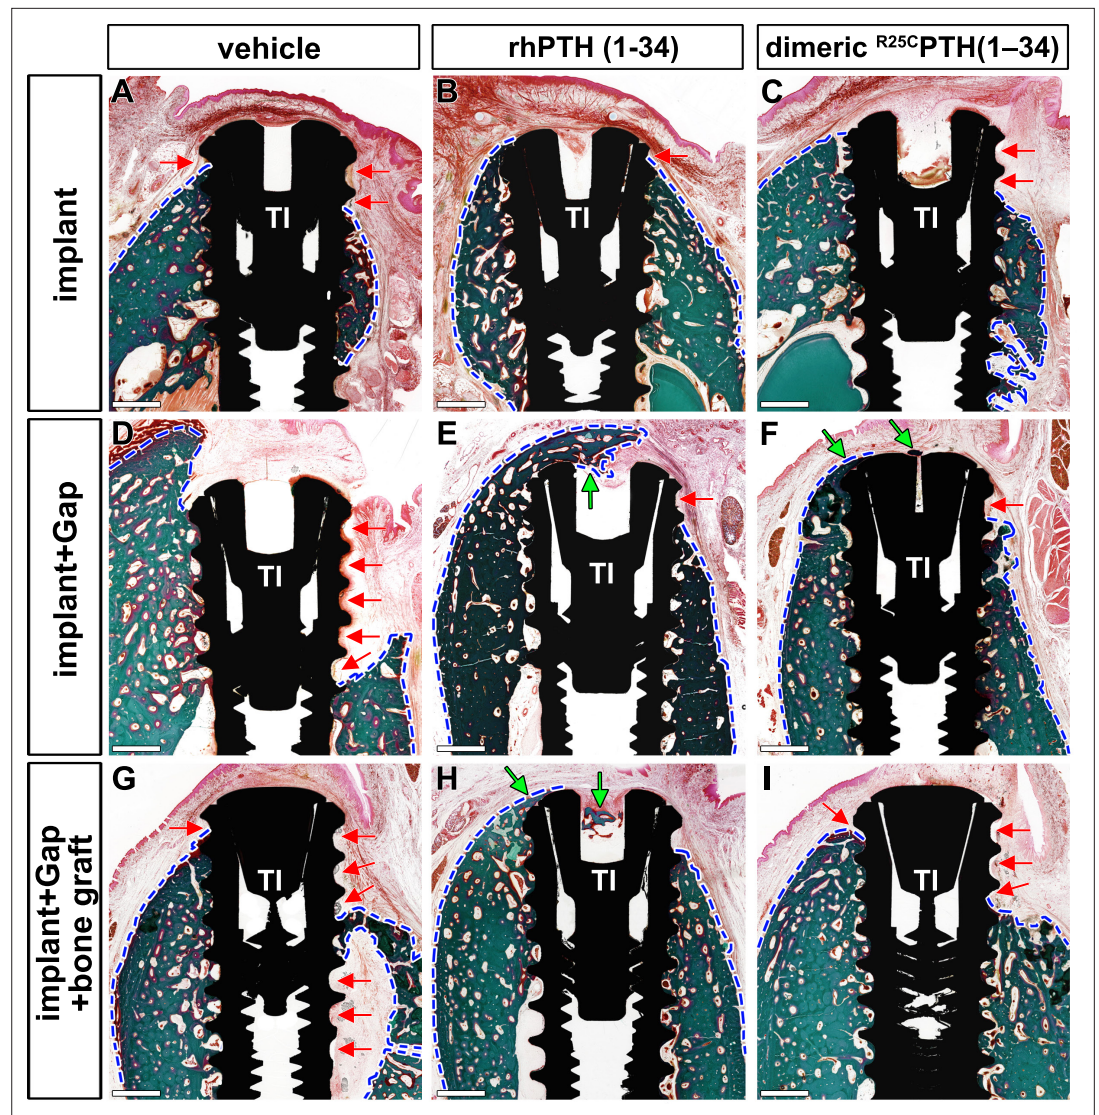 vehicle
rhPTH (1-34)
dimeric R25CPTH(1–34)
implant
A
TI
B
TI
C
TI
implant+Gap
D
TI
E
TI
F
TI
implant+Gap
+bone graft
G
TI
H
TI
I
TI